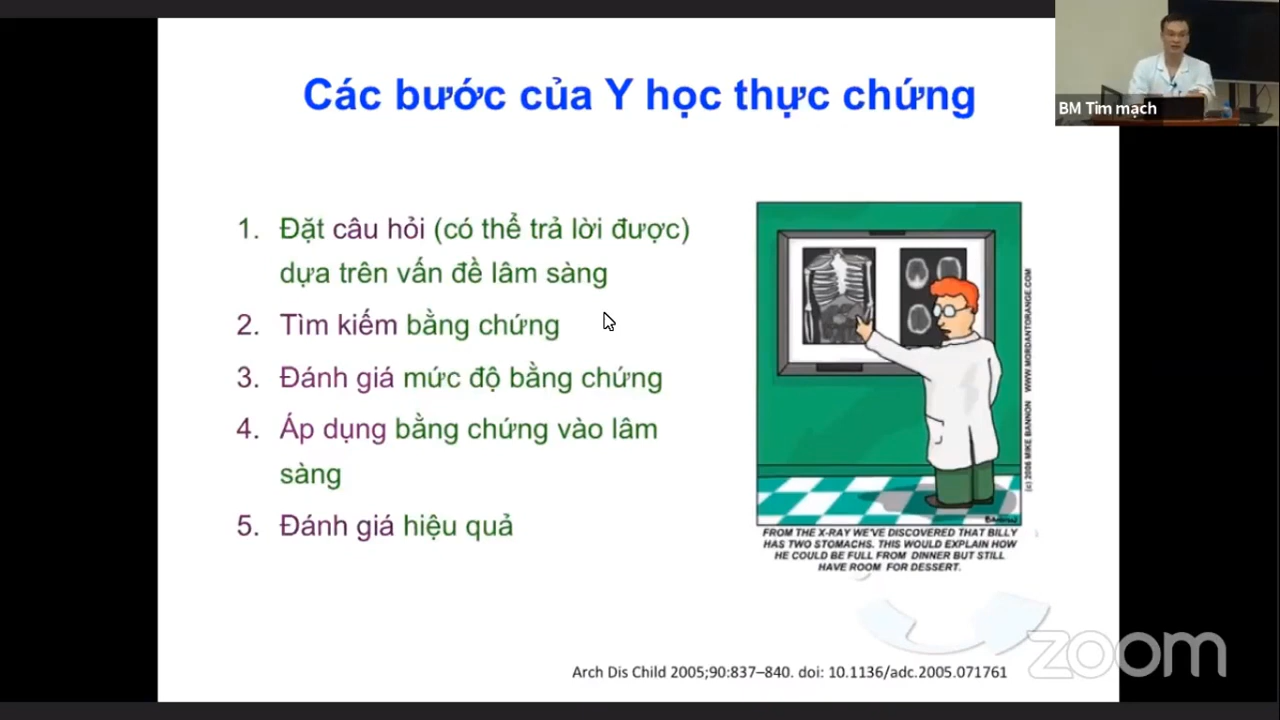 Các bước của Y học thực chứng
BM Tim mạch
1. Đặt câu hỏi (có thể trả lời được)
dựa trên vấn đề lâm sàng
2. Tìm kiếm bằng chứng
3. Đánh giá mức độ bằng chứng
4. Áp dụng bằng chứng vào lâm
sàng
5. Đánh giá hiệu quả
(c) 2006 MIKE BANNON WWW.MORDANTORANGE.COM
BANNON
FROM THE X-RAY WE'VE DISCOVERED THAT BILLY
HAS TWO STOMACHS. THIS WOULD EXPLAIN HOW
HE COULD BE FULL FROM DINNER BUT STILL
HAVE ROOM FOR DESSERT.
Arch Dis Child 2005;90:837–840. doi: 10.1136/adc.2005.071761
zoom